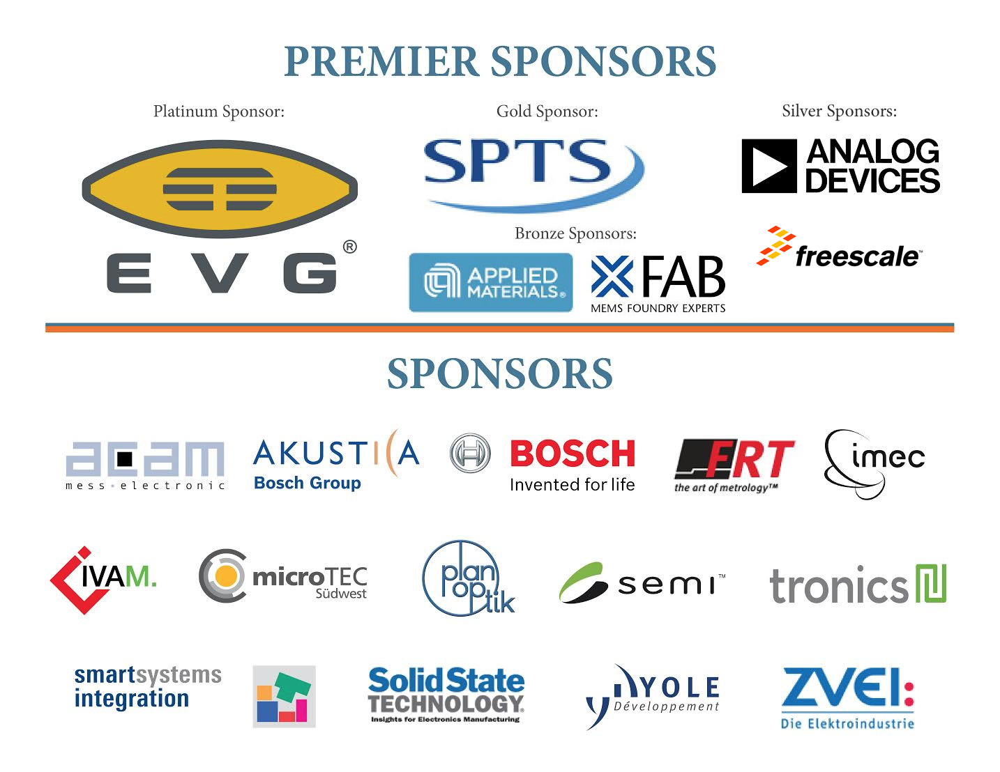 PREMIER SPONSORS
Platinum Sponsor:
EVG®
Gold Sponsor:
SPTS
Silver Sponsors:
ANALOG
DEVICES
freescale™
Bronze Sponsors:
APPLIED
MATERIALS®
XFAB
MEMS FOUNDRY EXPERTS
SPONSORS
acam
mess-electronic
AKUSTICA
Bosch Group
BOSCH
Invented for life
FRT
the art of metrology™
imec
IVAM.
microTEC
Südwest
plan
optik
semi™
tronics
smartsystems
integration
Solid State
TECHNOLOGY®
Insights for Electronics Manufacturing
YOLE
Développement
ZVEI:
Die Elektroindustrie